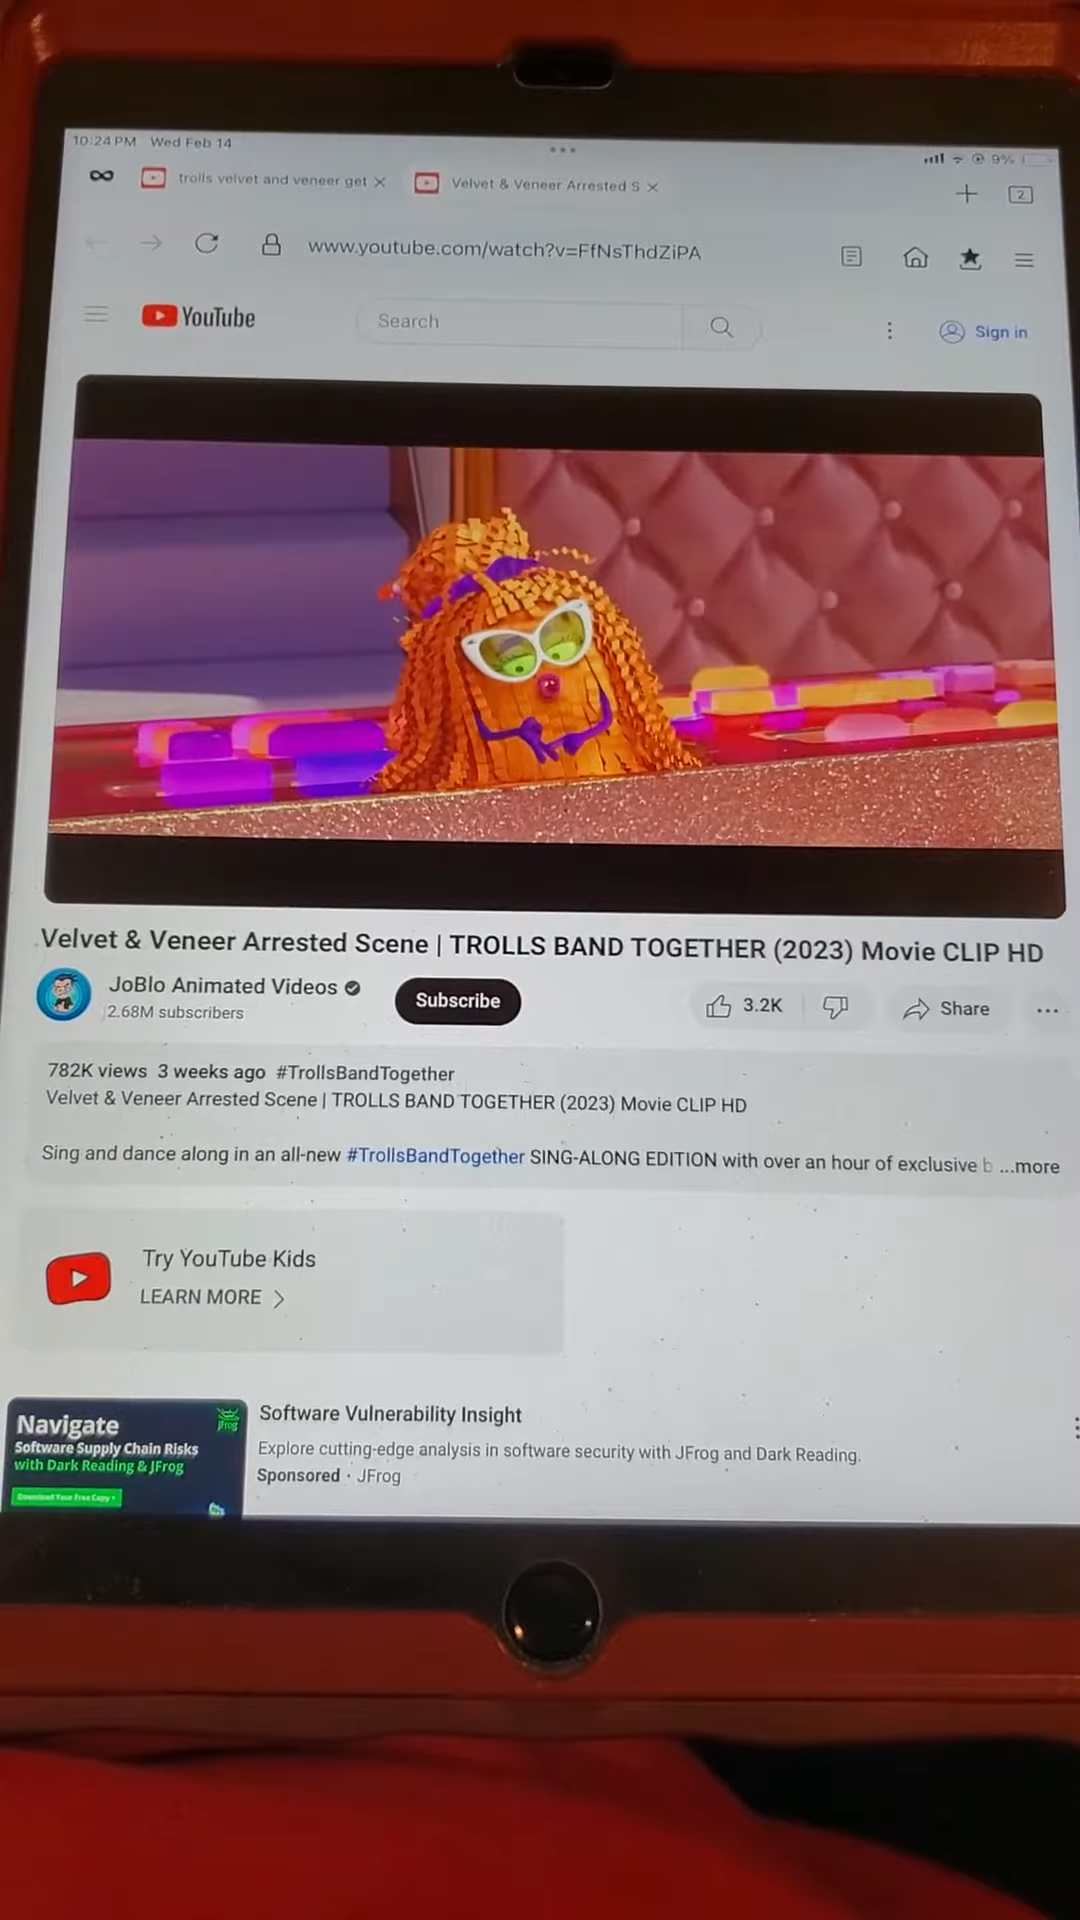 10:24 PM Wed Feb 14
9%
trolls velvet and veneer get
Velvet & Veneer Arrested S
2
www.youtube.com/watch?v=FfNsThdZiPA
YouTube
Search
Sign in
Velvet & Veneer Arrested Scene | TROLLS BAND TOGETHER (2023) Movie CLIP HD
JoBlo Animated Videos
2.68M subscribers
Subscribe
3.2K
Share
782K views 3 weeks ago #TrollsBandTogether
Velvet & Veneer Arrested Scene | TROLLS BAND TOGETHER (2023) Movie CLIP HD
Sing and dance along in an all-new #TrollsBandTogether SING-ALONG EDITION with over an hour of exclusive b ...more
Try YouTube Kids
LEARN MORE
Navigate
Software Supply Chain Risks
with Dark Reading & JFrog
Download Your Free Copy
JFrog
Software Vulnerability Insight
Explore cutting-edge analysis in software security with JFrog and Dark Reading.
Sponsored · JFrog